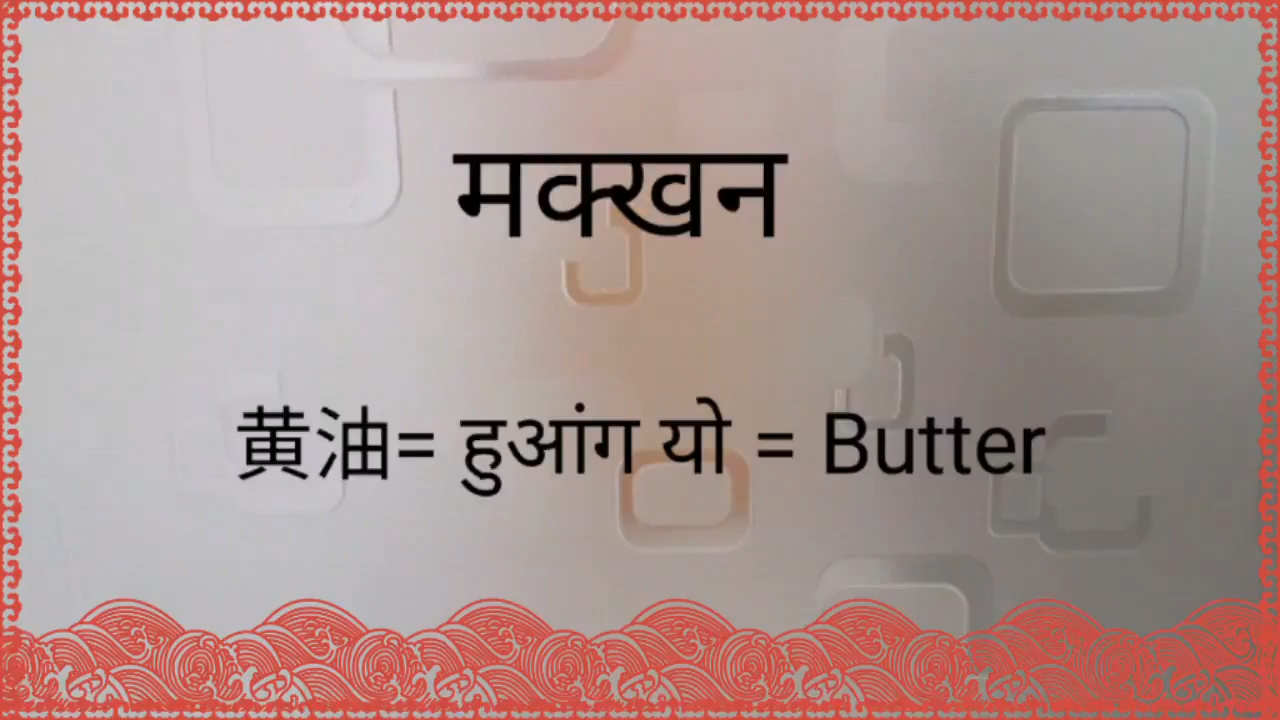 मक्खन
黄油= हुआंग यो = Butter